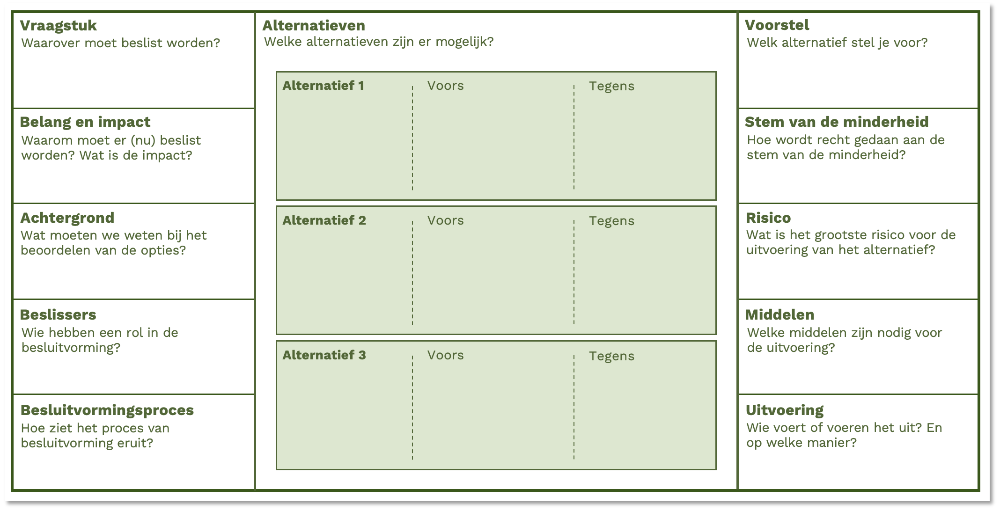 Vraagstuk
Waarover moet beslist worden?
Belang en impact
Waarom moet er (nu) beslist
worden? Wat is de impact?
Achtergrond
Wat moeten we weten bij het
beoordelen van de opties?
Beslissers
Wie hebben een rol in de
besluitvorming?
Besluitvormingsproces
Hoe ziet het proces van
besluitvorming eruit?
Alternatieven
Welke alternatieven zijn er mogelijk?
Alternatief 1
Voors
Tegens
Alternatief 2
Voors
Tegens
Alternatief 3
Voors
Tegens
Voorstel
Welk alternatief stel je voor?
Stem van de minderheid
Hoe wordt recht gedaan aan de
stem van de minderheid?
Risico
Wat is het grootste risico voor de
uitvoering van het alternatief?
Middelen
Welke middelen zijn nodig voor
de uitvoering?
Uitvoering
Wie voert of voeren het uit? En
op welke manier?